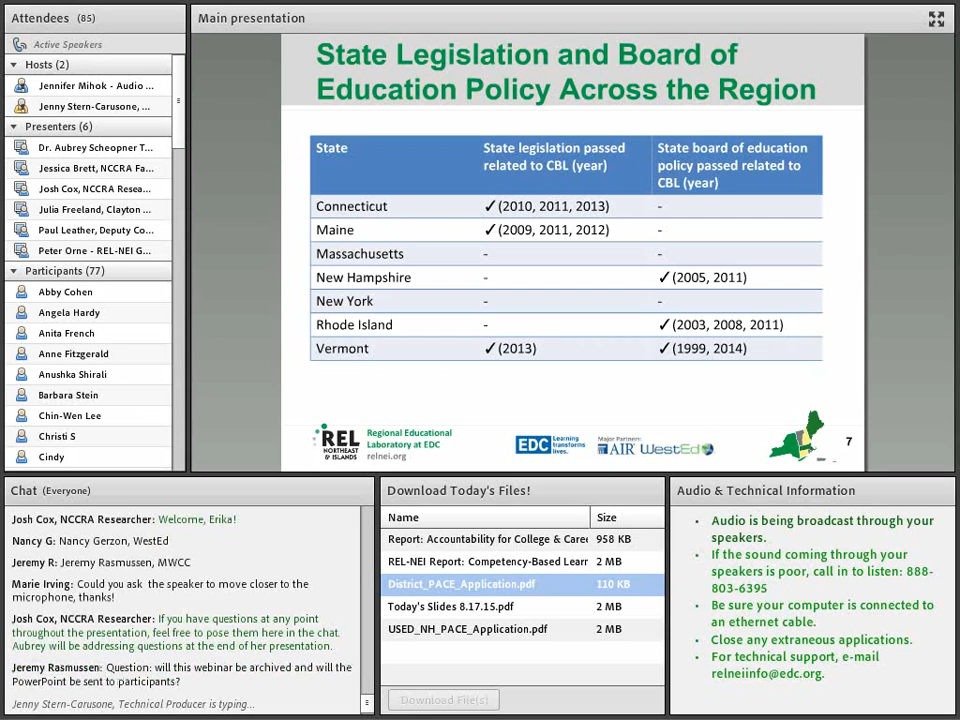 Attendees (85)
Active Speakers
Hosts (2)
Jennifer Mihok - Audio ...
Jenny Stern-Carusone, ...
Presenters (6)
Dr. Aubrey Scheopner T...
Jessica Brett, NCCRA Fa...
Josh Cox, NCCRA Resea...
Julia Freeland, Clayton ...
Paul Leather, Deputy Co...
Peter Orne - REL-NEI G...
Participants (77)
Abby Cohen
Angela Hardy
Anita French
Anne Fitzgerald
Anushka Shirali
Barbara Stein
Chin-Wen Lee
Christi S
Cindy
Main presentation
State Legislation and Board of
Education Policy Across the Region
State State legislation passed related to CBL (year) State board of education policy passed related to CBL (year)
Connecticut ✓(2010, 2011, 2013) -
Maine ✓(2009, 2011, 2012) -
Massachusetts - -
New Hampshire - ✓(2005, 2011)
New York - -
Rhode Island - ✓(2003, 2008, 2011)
Vermont ✓(2013) ✓(1999, 2014)
REL
NORTHEAST
& ISLANDS
Regional Educational
Laboratory at EDC
relnei.org
EDC Learning
transforms
lives.
Major Partners:
AIR WestEd
7
Chat (Everyone)
Josh Cox, NCCRA Researcher: Welcome, Erika!
Nancy G: Nancy Gerzon, WestEd
Jeremy R: Jeremy Rasmussen, MWCC
Marie Irving: Could you ask the speaker to move closer to the
microphone, thanks!
Josh Cox, NCCRA Researcher: If you have questions at any point
throughout the presentation, feel free to pose them here in the chat.
Aubrey will be addressing questions at the end of her presentation.
Jeremy Rasmussen: Question: will this webinar be archived and will the
PowerPoint be sent to participants?
Jenny Stern-Carusone, Technical Producer is typing...
Download Today's Files!
Name Size
Report: Accountability for College & Caree 958 KB
REL-NEI Report: Competency-Based Learn 2 MB
District_PACE_Application.pdf 110 KB
Today's Slides 8.17.15.pdf 2 MB
USED_NH_PACE_Application.pdf 2 MB
Download File(s)
Audio & Technical Information
• Audio is being broadcast through your
speakers.
• If the sound coming through your
speakers is poor, call in to listen: 888-
803-6395
• Be sure your computer is connected to
an ethernet cable.
• Close any extraneous applications.
• For technical support, e-mail
relneiinfo@edc.org.